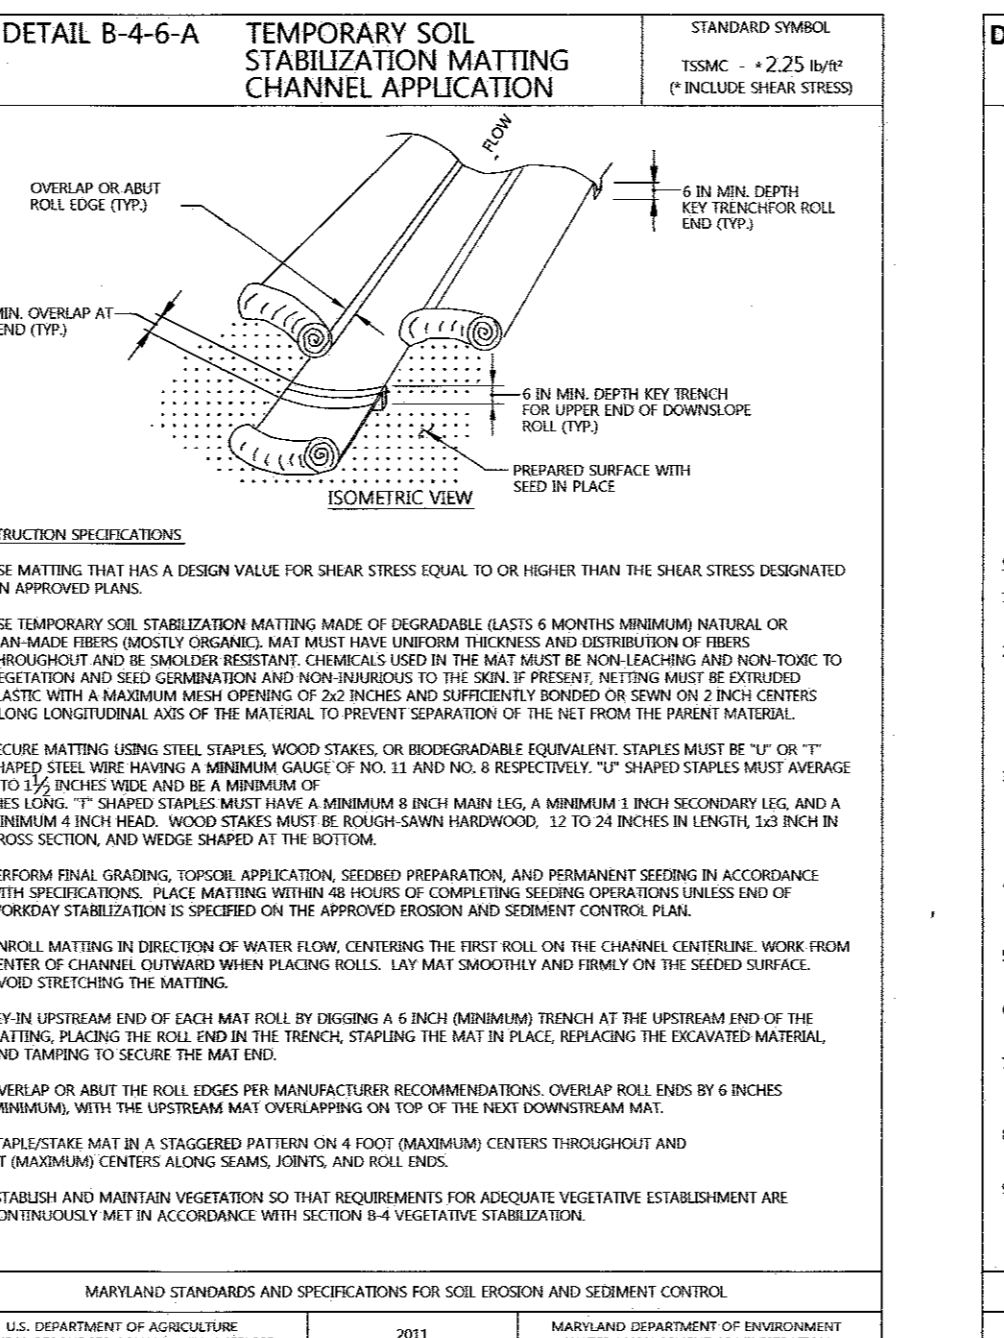 DETAIL B-4-6-A
TEMPORARY SOIL
STABILIZATION MATTING
CHANNEL APPLICATION
STANDARD SYMBOL
TSSMC - * 2.25 lb/ft²
(* INCLUDE SHEAR STRESS)
D
FLOW
OVERLAP OR ABUT
ROLL EDGE (TYP.)
6 IN MIN. DEPTH
KEY TRENCHFOR ROLL
END (TYP.)
MIN. OVERLAP AT
END (TYP.)
6 IN MIN. DEPTH KEY TRENCH
FOR UPPER END OF DOWNSLOPE
ROLL (TYP.)
PREPARED SURFACE WITH
SEED IN PLACE
ISOMETRIC VIEW
TRUCTION SPECIFICATIONS
SE MATTING THAT HAS A DESIGN VALUE FOR SHEAR STRESS EQUAL TO OR HIGHER THAN THE SHEAR STRESS DESIGNATED
N APPROVED PLANS.
SE TEMPORARY SOIL STABILIZATION MATTING MADE OF DEGRADABLE (LASTS 6 MONTHS MINIMUM) NATURAL OR
AN-MADE FIBERS (MOSTLY ORGANIC). MAT MUST HAVE UNIFORM THICKNESS AND DISTRIBUTION OF FIBERS
HROUGHOUT AND BE SMOLDER RESISTANT. CHEMICALS USED IN THE MAT MUST BE NON-LEACHING AND NON-TOXIC TO
EGETATION AND SEED GERMINATION AND NON-INJURIOUS TO THE SKIN. IF PRESENT, NETTING MUST BE EXTRUDED
LASTIC WITH A MAXIMUM MESH OPENING OF 2x2 INCHES AND SUFFICIENTLY BONDED OR SEWN ON 2 INCH CENTERS
LONG LONGITUDINAL AXIS OF THE MATERIAL TO PREVENT SEPARATION OF THE NET FROM THE PARENT MATERIAL.
ECURE MATTING USING STEEL STAPLES, WOOD STAKES, OR BIODEGRADABLE EQUIVALENT. STAPLES MUST BE "U" OR "T"
HAPED STEEL WIRE HAVING A MINIMUM GAUGE OF NO. 11 AND NO. 8 RESPECTIVELY. "U" SHAPED STAPLES MUST AVERAGE
TO 1½ INCHES WIDE AND BE A MINIMUM OF
HES LONG. "T" SHAPED STAPLES MUST HAVE A MINIMUM 8 INCH MAIN LEG, A MINIMUM 1 INCH SECONDARY LEG, AND A
INIMUM 4 INCH HEAD. WOOD STAKES MUST BE ROUGH-SAWN HARDWOOD, 12 TO 24 INCHES IN LENGTH, 1x3 INCH IN
ROSS SECTION, AND WEDGE SHAPED AT THE BOTTOM.
ERFORM FINAL GRADING, TOPSOIL APPLICATION, SEEDBED PREPARATION, AND PERMANENT SEEDING IN ACCORDANCE
ITH SPECIFICATIONS. PLACE MATTING WITHIN 48 HOURS OF COMPLETING SEEDING OPERATIONS UNLESS END OF
ORKDAY STABILIZATION IS SPECIFIED ON THE APPROVED EROSION AND SEDIMENT CONTROL PLAN.
NROLL MATTING IN DIRECTION OF WATER FLOW, CENTERING THE FIRST ROLL ON THE CHANNEL CENTERLINE. WORK FROM
ENTER OF CHANNEL OUTWARD WHEN PLACING ROLLS. LAY MAT SMOOTHLY AND FIRMLY ON THE SEEDED SURFACE.
VOID STRETCHING THE MATTING.
EY-IN UPSTREAM END OF EACH MAT ROLL BY DIGGING A 6 INCH (MINIMUM) TRENCH AT THE UPSTREAM END OF THE
ATTING, PLACING THE ROLL END IN THE TRENCH, STAPLING THE MAT IN PLACE, REPLACING THE EXCAVATED MATERIAL,
ND TAMPING TO SECURE THE MAT END.
VERLAP OR ABUT THE ROLL EDGES PER MANUFACTURER RECOMMENDATIONS. OVERLAP ROLL ENDS BY 6 INCHES
MINIMUM), WITH THE UPSTREAM MAT OVERLAPPING ON TOP OF THE NEXT DOWNSTREAM MAT.
TAPLE/STAKE MAT IN A STAGGERED PATTERN ON 4 FOOT (MAXIMUM) CENTERS THROUGHOUT AND
T (MAXIMUM) CENTERS ALONG SEAMS, JOINTS, AND ROLL ENDS.
STABLISH AND MAINTAIN VEGETATION SO THAT REQUIREMENTS FOR ADEQUATE VEGETATIVE ESTABLISHMENT ARE
ONTINUOUSLY MET IN ACCORDANCE WITH SECTION B-4 VEGETATIVE STABILIZATION.
MARYLAND STANDARDS AND SPECIFICATIONS FOR SOIL EROSION AND SEDIMENT CONTROL
U.S. DEPARTMENT OF AGRICULTURE
2011
MARYLAND DEPARTMENT OF ENVIRONMENT